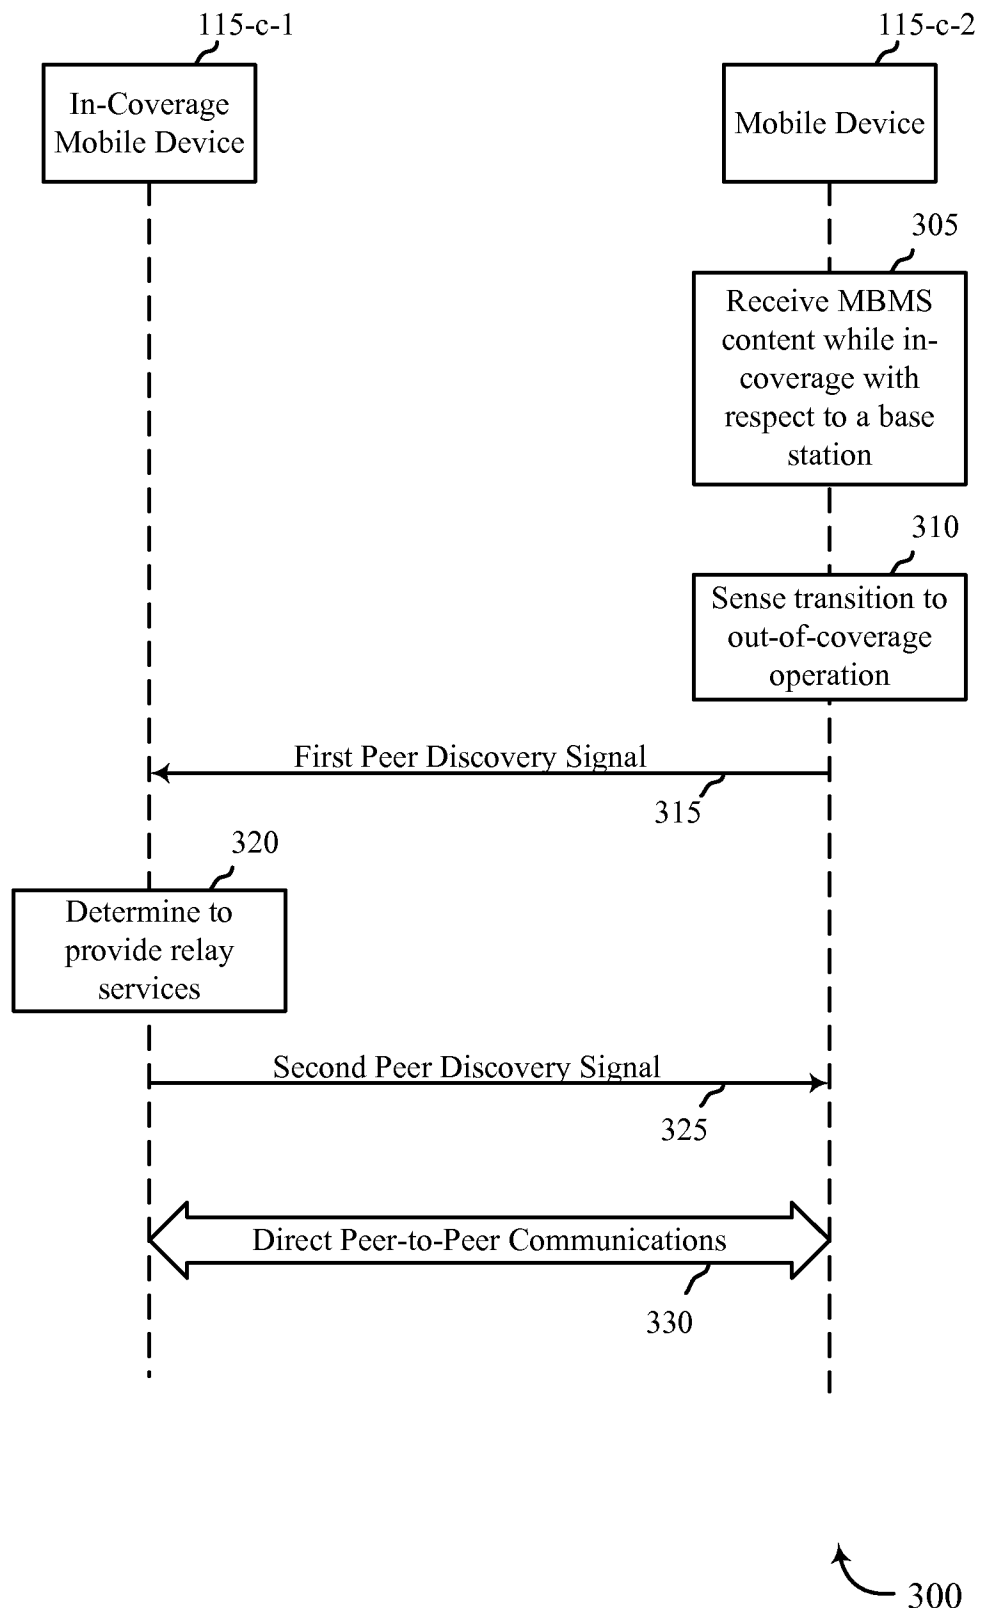 115-c-1
115-c-2
In-Coverage
Mobile Device
Mobile Device
305
Receive MBMS
content while in-
coverage with
respect to a base
station
310
Sense transition to
out-of-coverage
operation
First Peer Discovery Signal
315
320
Determine to
provide relay
services
Second Peer Discovery Signal
325
Direct Peer-to-Peer Communications
330
300